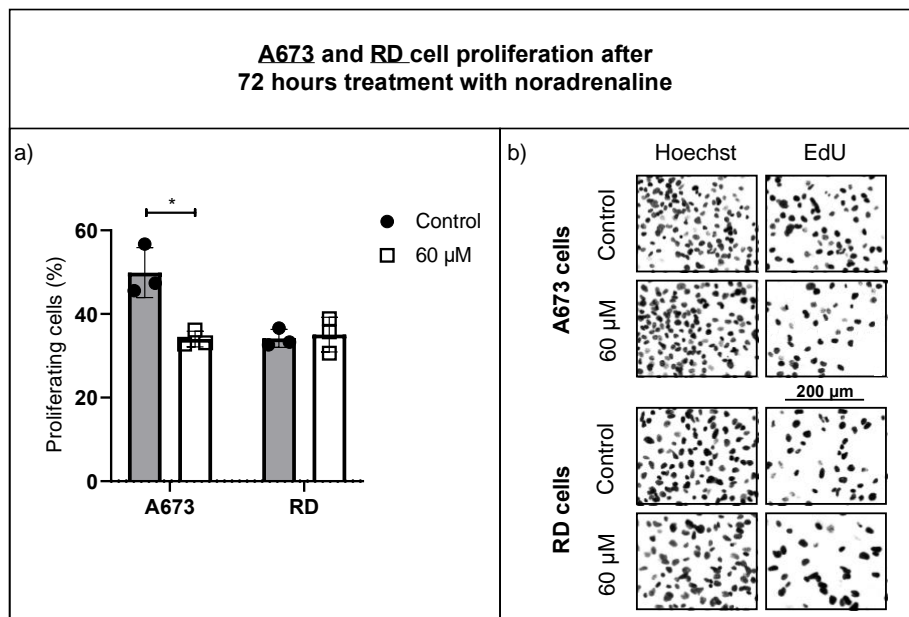 A673 and RD cell proliferation after
72 hours treatment with noradrenaline
a)
*
Control
60 µM
Proliferating cells (%)
60
40
20
0
A673
RD
b)
Hoechst
EdU
A673 cells
Control
60 µM
200 µm
RD cells
Control
60 µM